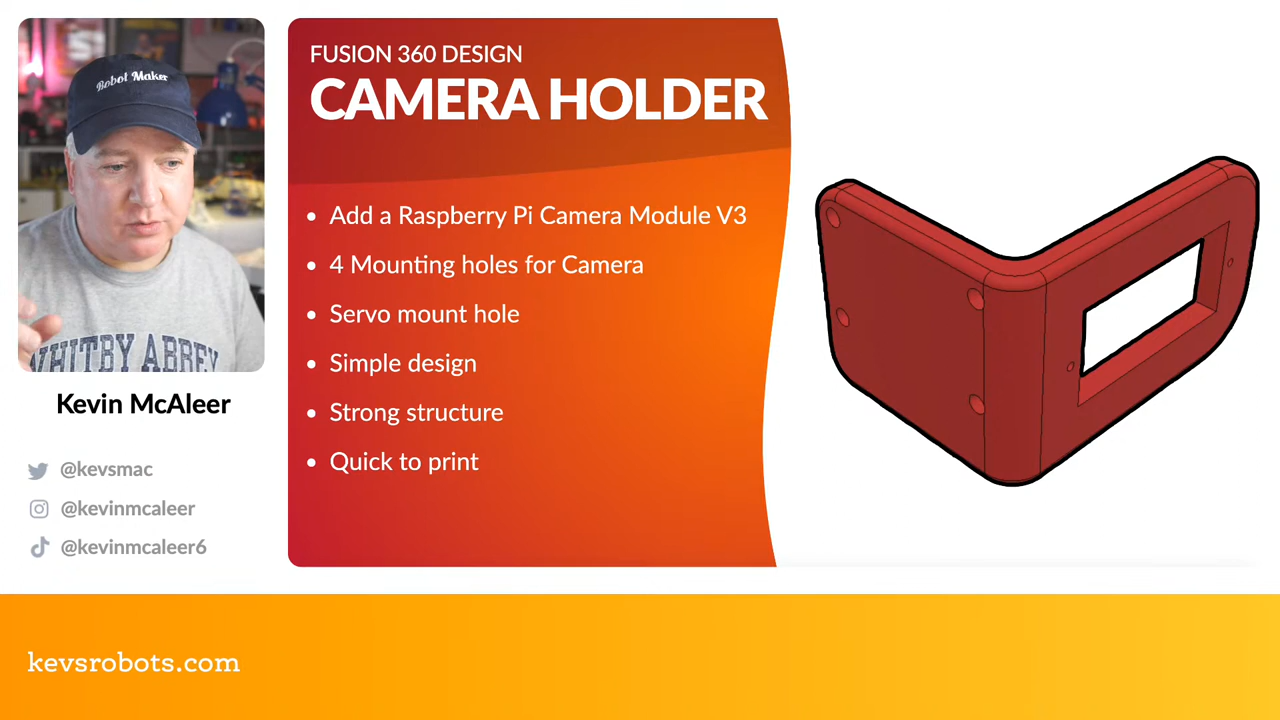 Robot Maker
WHITBY ABBEY
Kevin McAleer
@kevsmac
@kevinmcaleer
@kevinmcaleer6
FUSION 360 DESIGN
CAMERA HOLDER
• Add a Raspberry Pi Camera Module V3
• 4 Mounting holes for Camera
• Servo mount hole
• Simple design
• Strong structure
• Quick to print
kevsrobots.com